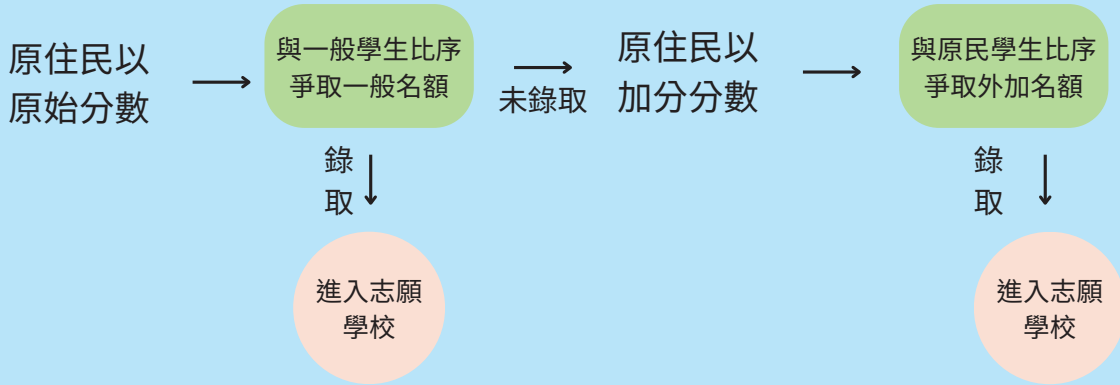 原住民以
原始分數
與一般學生比序
爭取一般名額
未錄取
原住民以
加分分數
與原民學生比序
爭取外加名額
錄
取
進入志願
學校
錄
取
進入志願
學校